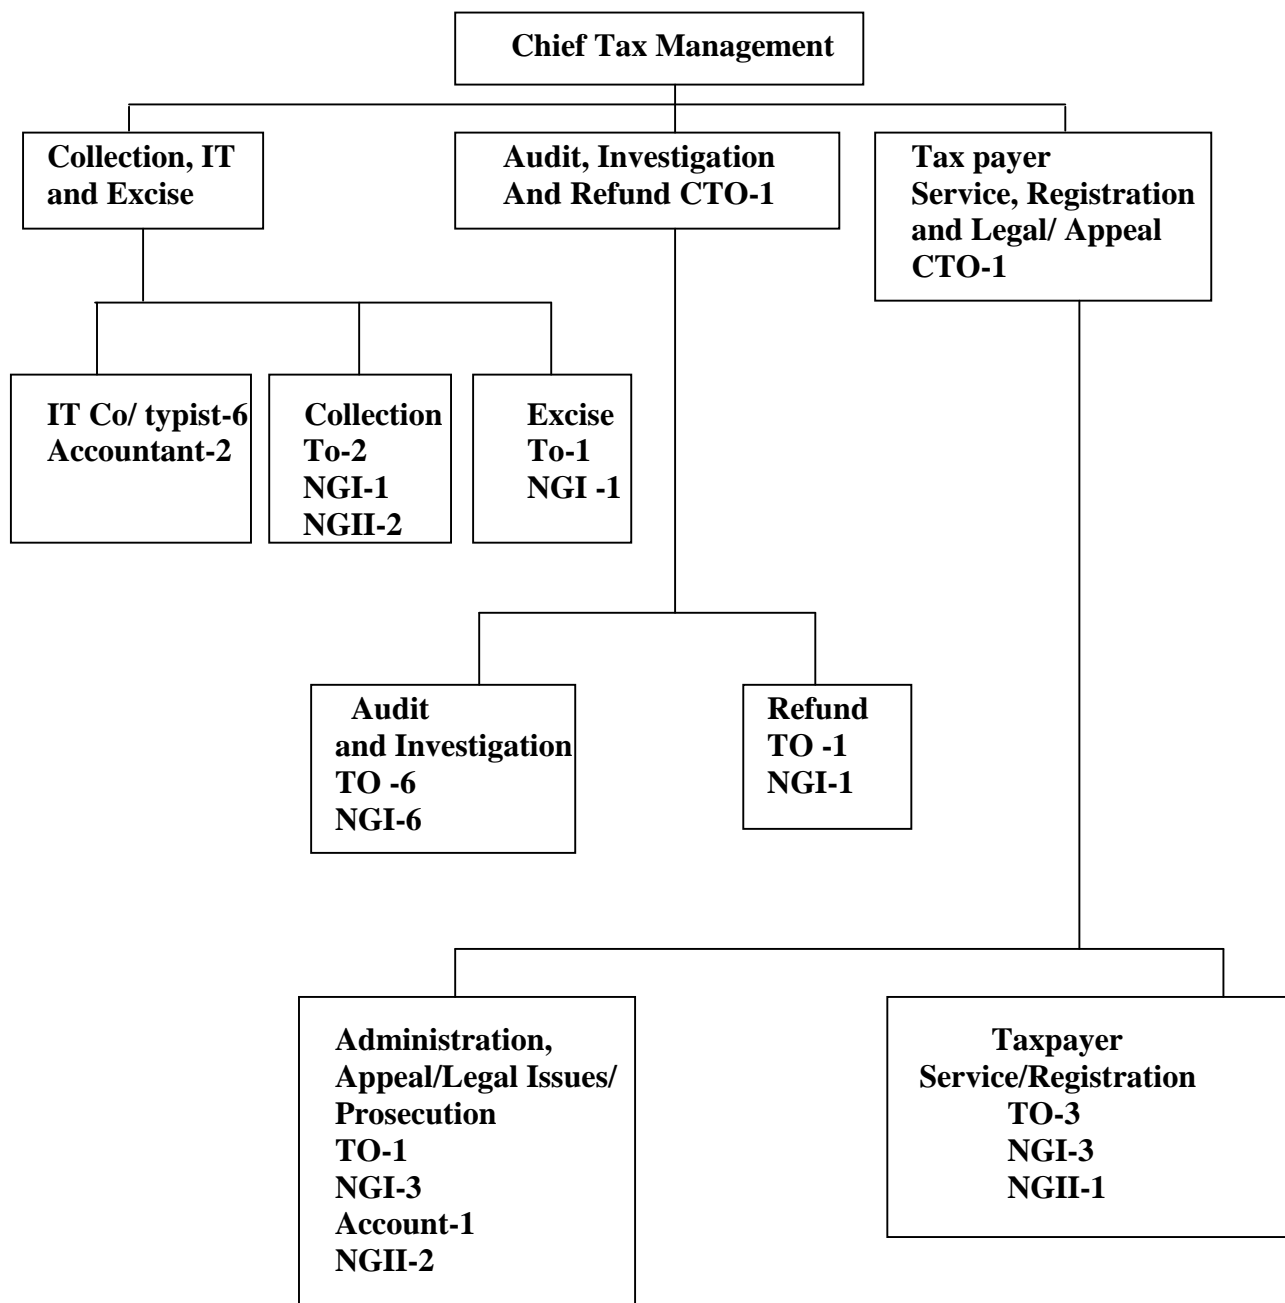 Chief Tax Management
Collection, IT
and Excise
Audit, Investigation
And Refund CTO-1
Tax payer
Service, Registration
and Legal/ Appeal
CTO-1
IT Co/ typist-6
Accountant-2
Collection
To-2
NGI-1
NGII-2
Excise
To-1
NGI -1
Audit
and Investigation
TO -6
NGI-6
Refund
TO -1
NGI-1
Administration,
Appeal/Legal Issues/
Prosecution
TO-1
NGI-3
Account-1
NGII-2
Taxpayer
Service/Registration
TO-3
NGI-3
NGII-1